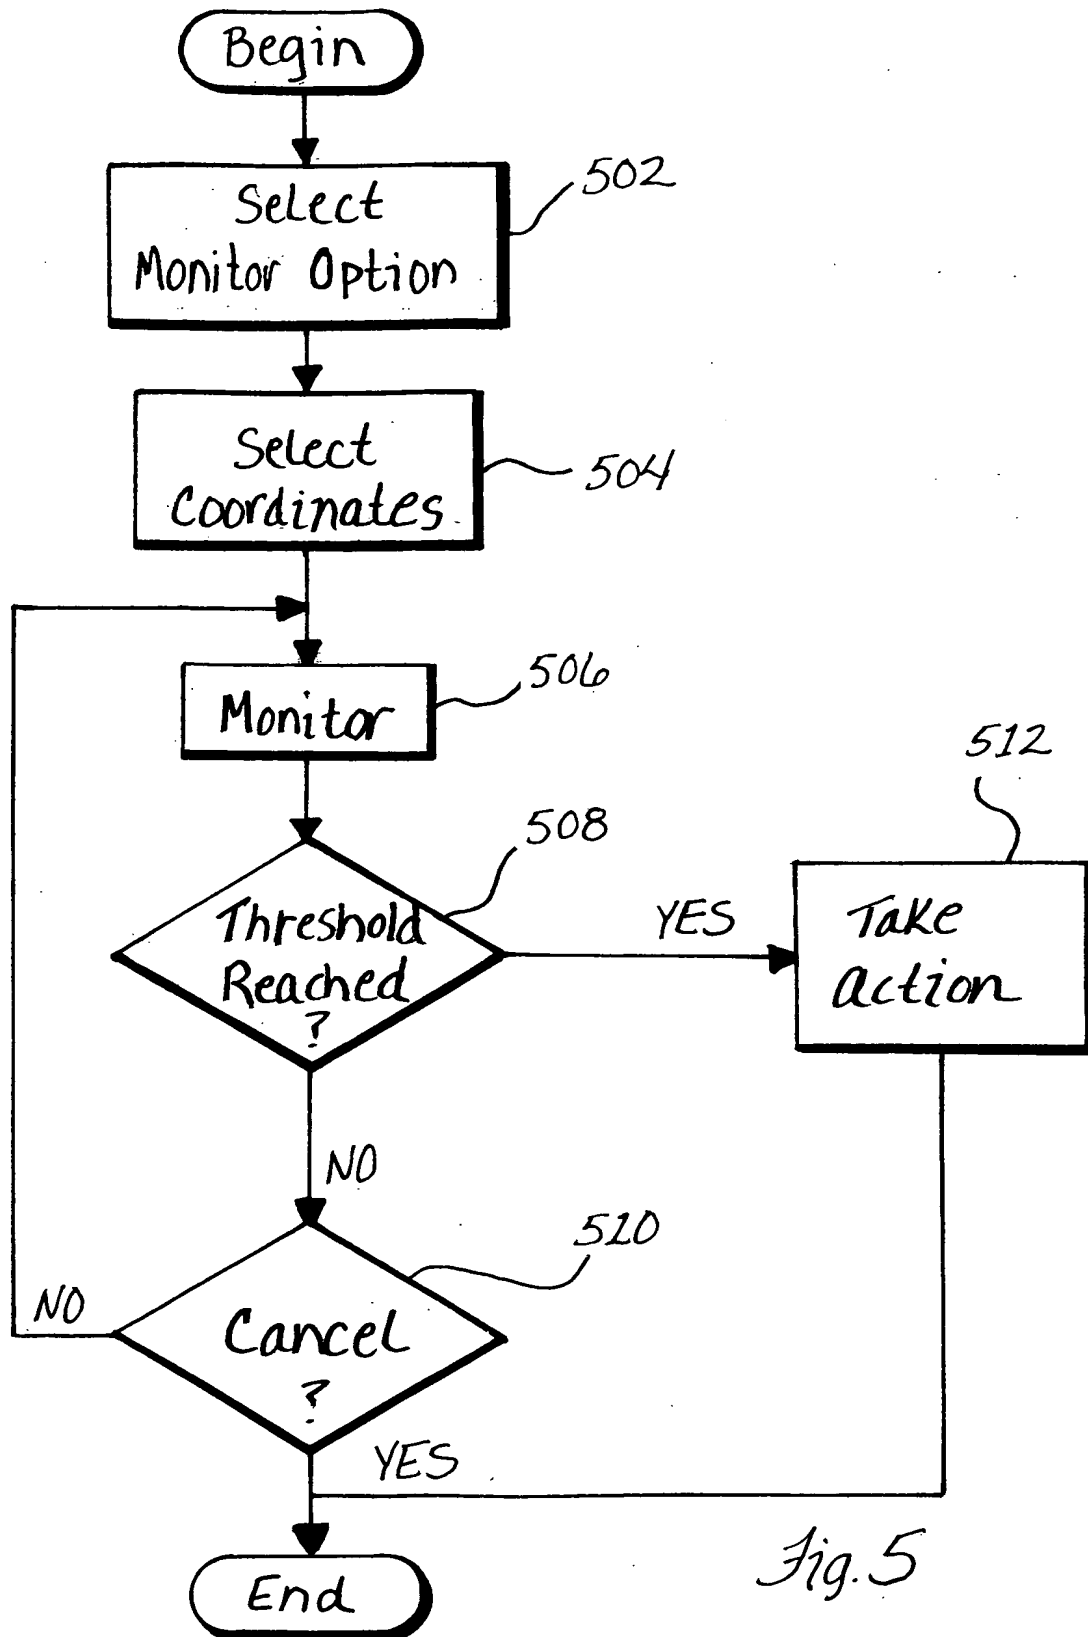 Begin
502
Select
Monitor Option
504
Select
Coordinates
506
Monitor
512
508
Threshold
Reached
?
YES
Take
Action
NO
510
NO
Cancel
?
YES
Fig. 5
End